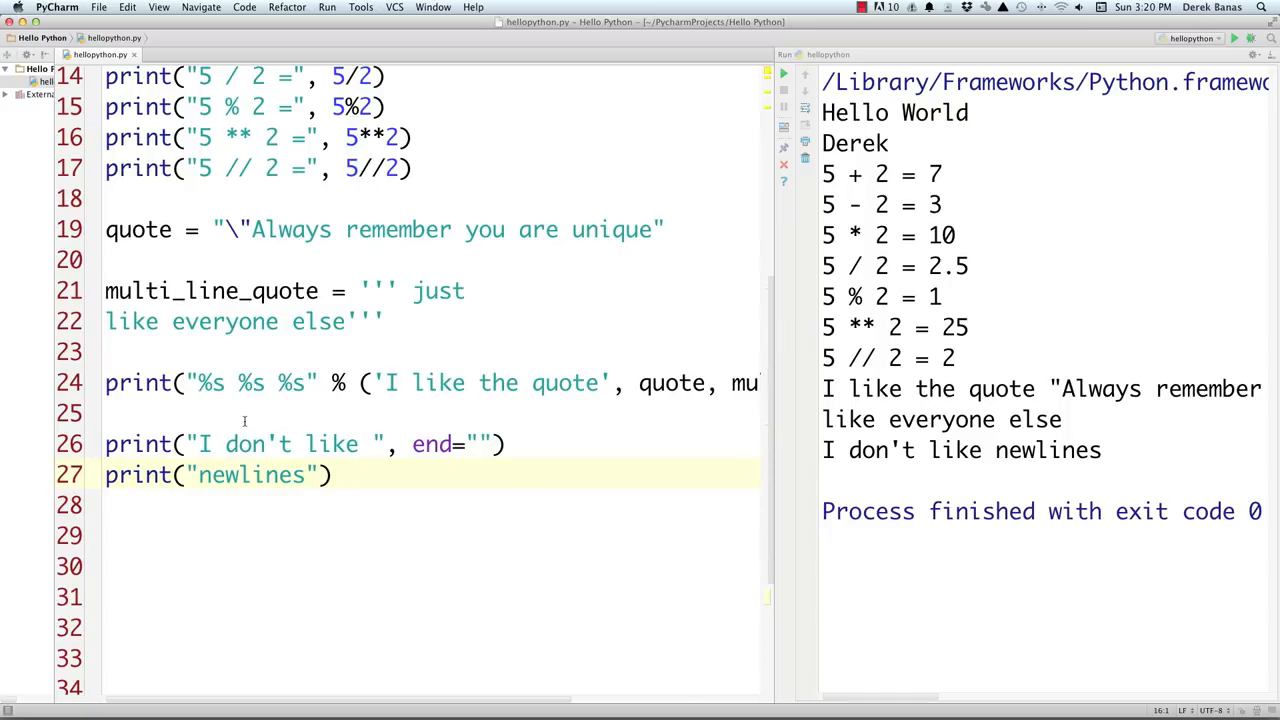 PyCharm File Edit View Navigate Code Refactor Run Tools VCS Window Help 10 Sun 3:20 PM Derek Banas
hellopython.py - Hello Python - [~/PycharmProjects/Hello Python]
Hello Python hellopython.py hellopython
hellopython.py Run hellopython
Hello P
hell
Externa
14 print("5 / 2 =", 5/2)
15 print("5 % 2 =", 5%2)
16 print("5 ** 2 =", 5**2)
17 print("5 // 2 =", 5//2)
18
19 quote = "\"Always remember you are unique"
20
21 multi_line_quote = ''' just
22 like everyone else'''
23
24 print("%s %s %s" % ('I like the quote', quote, mul
25
26 print("I don't like ", end="")
27 print("newlines")
28
29
30
31
32
33
34
/Library/Frameworks/Python.framewo
Hello World
Derek
5 + 2 = 7
5 - 2 = 3
5 * 2 = 10
5 / 2 = 2.5
5 % 2 = 1
5 ** 2 = 25
5 // 2 = 2
I like the quote "Always remember
like everyone else
I don't like newlines
Process finished with exit code 0
16:1 LF UTF-8